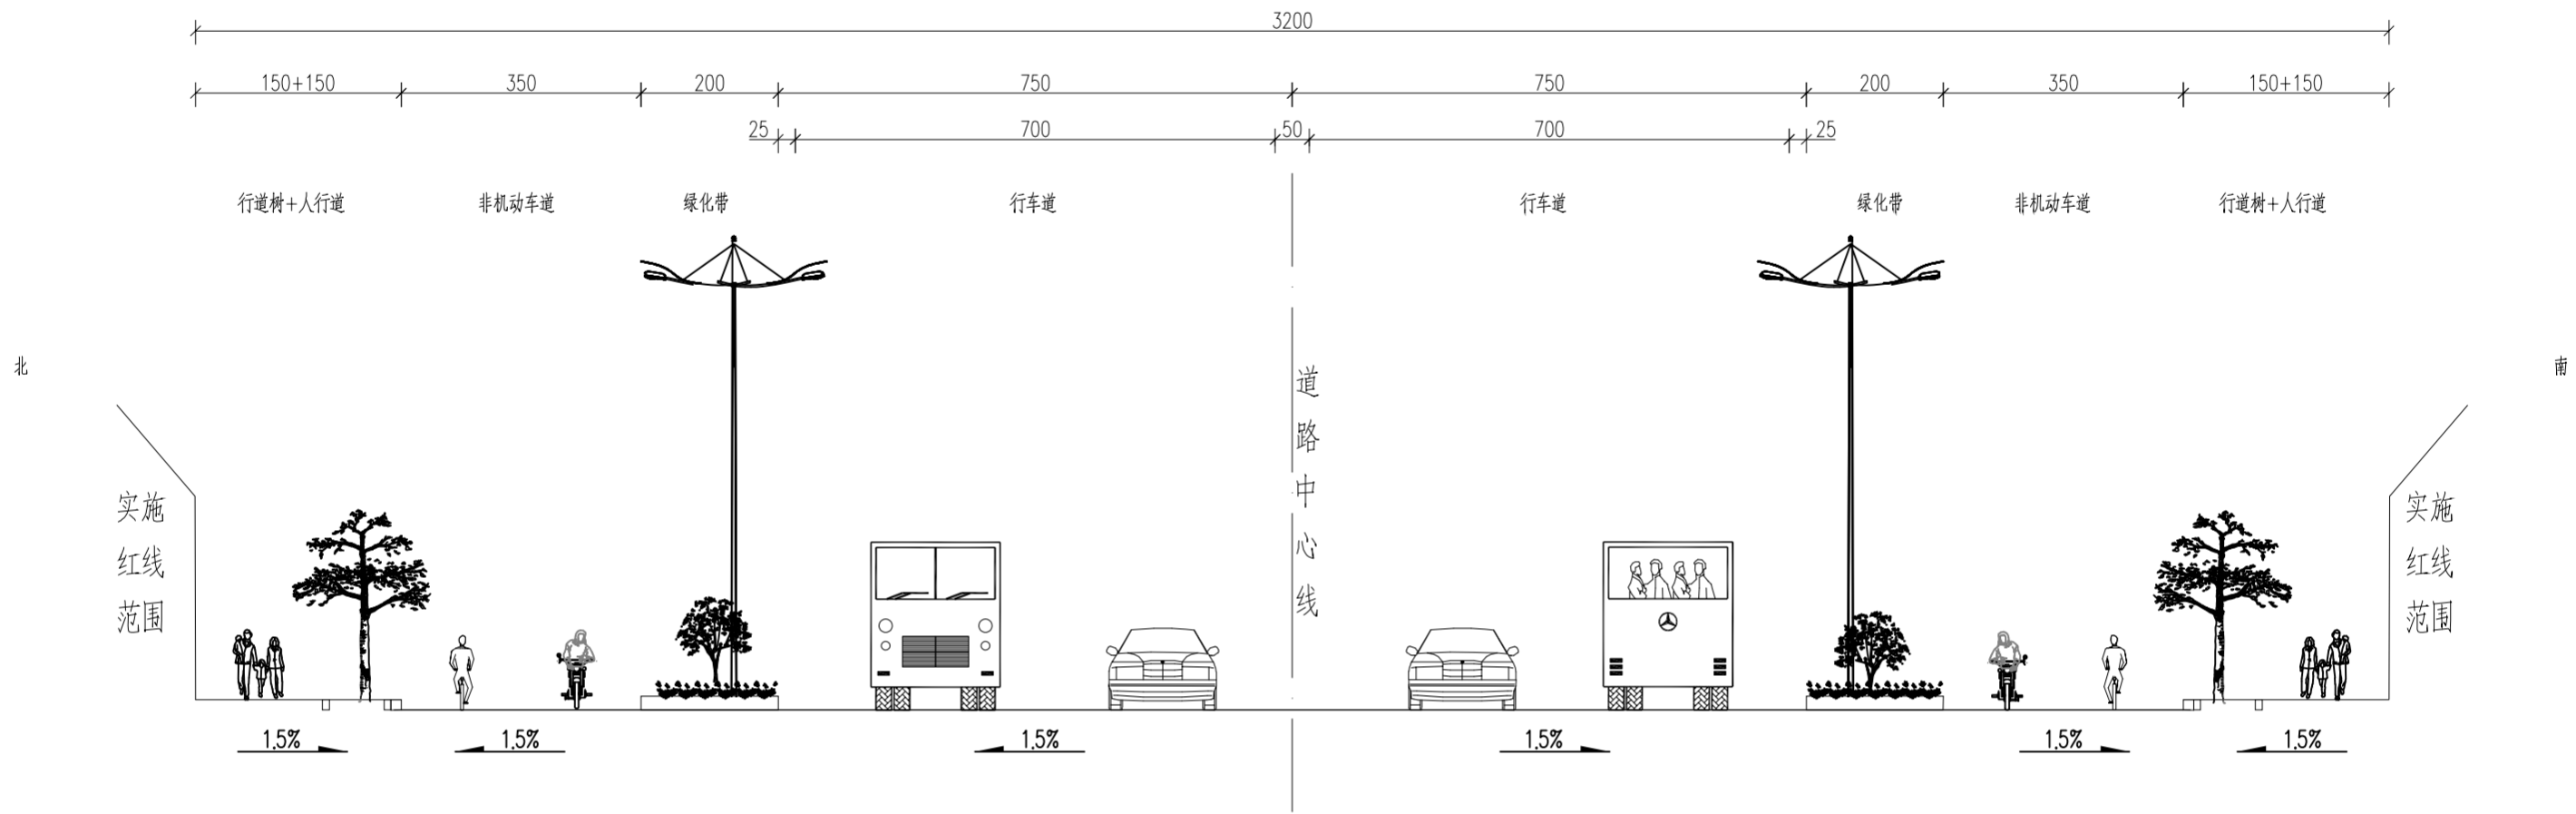 3200
150+150 350 200 750 750 200 350 150+150
25 700 50 700 25
行道树+人行道 非机动车道 绿化带 行车道 行车道 绿化带 非机动车道 行道树+人行道
北
南
道路中心线
实施
红线
范围
实施
红线
范围
1.5% 1.5% 1.5% 1.5% 1.5% 1.5%